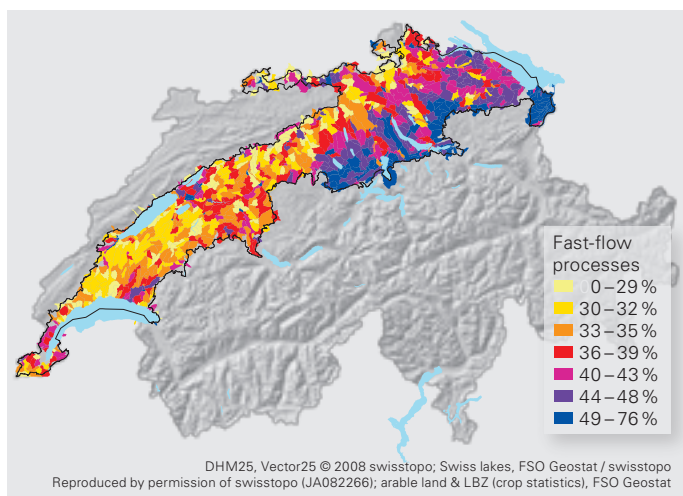 Fast-flow
processes
0 – 29 %
30 – 32 %
33 – 35 %
36 – 39 %
40 – 43 %
44 – 48 %
49 – 76 %
DHM25, Vector25 © 2008 swisstopo; Swiss lakes, FSO Geostat / swisstopo
Reproduced by permission of swisstopo (JA082266); arable land & LBZ (crop statistics), FSO Geostat